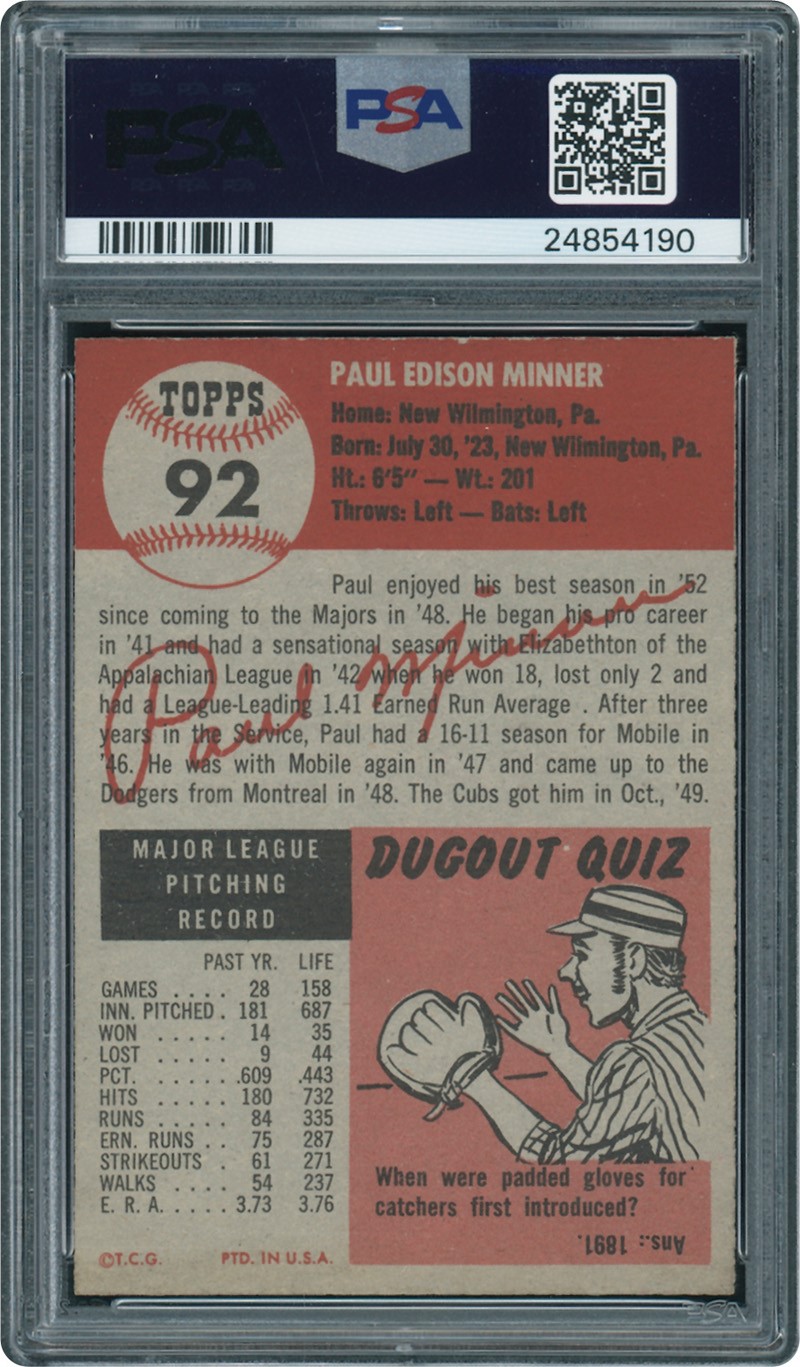 PSA
PSA
24854190
TOPPS
92
PAUL EDISON MINNER
Home: New Wilmington, Pa.
Born: July 30, '23, New Wilmington, Pa.
Ht.: 6'5" — Wt.: 201
Throws: Left — Bats: Left
Paul enjoyed his best season in '52
since coming to the Majors in '48. He began his pro career
in '41 and had a sensational season with Elizabethton of the
Appalachian League in '42 when he won 18, lost only 2 and
had a League-Leading 1.41 Earned Run Average . After three
years in the Service, Paul had a 16-11 season for Mobile in
'46. He was with Mobile again in '47 and came up to the
Dodgers from Montreal in '48. The Cubs got him in Oct., '49.
Paul Minner
MAJOR LEAGUE
PITCHING
RECORD
PAST YR. LIFE
GAMES . . . . 28 158
INN. PITCHED . 181 687
WON . . . . . 14 35
LOST . . . . . 9 44
PCT. . . . . . . .609 .443
HITS . . . . . 180 732
RUNS . . . . . 84 335
ERN. RUNS . . 75 287
STRIKEOUTS . 61 271
WALKS . . . . 54 237
E. R. A. . . . . 3.73 3.76
©T.C.G. PTD. IN U.S.A.
DUGOUT QUIZ
When were padded gloves for
catchers first introduced?
Ans.: 1891.
PSA